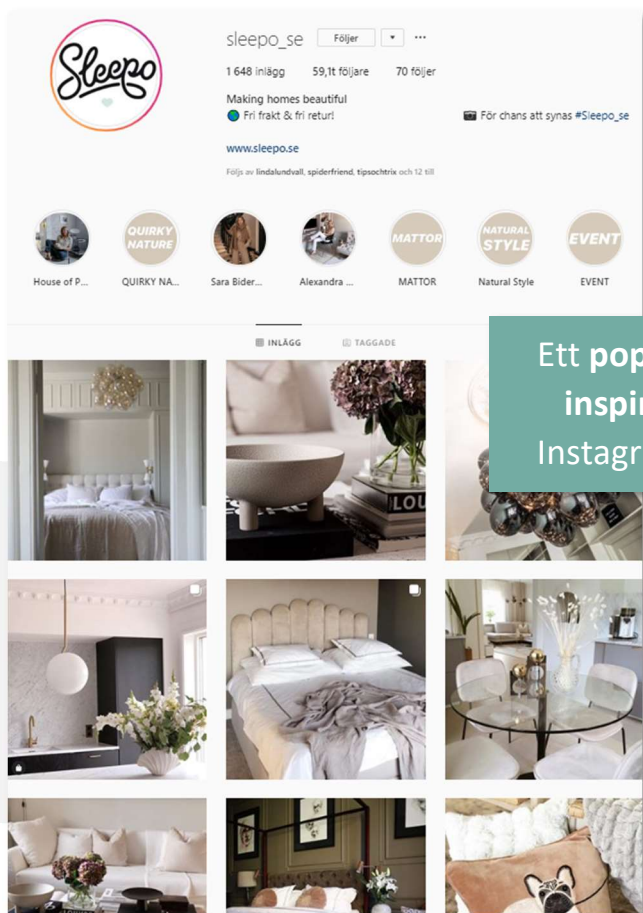 Sleepo
sleepo_se Följer ...
1 648 inlägg 59,1t följare 70 följer
Making homes beautiful
Fri frakt & fri retur! För chans att synas #Sleepo_se
www.sleepo.se
Följs av lindalundvall, spiderfriend, tipsochtrix och 12 till
QUIRKY
NATURE
MATTOR
NATURAL
STYLE
EVENT
House of P... QUIRKY NA... Sara Bider... Alexandra ... MATTOR Natural Style EVENT
INLÄGG TAGGADE
Ett pop
inspir
Instagr
LOU